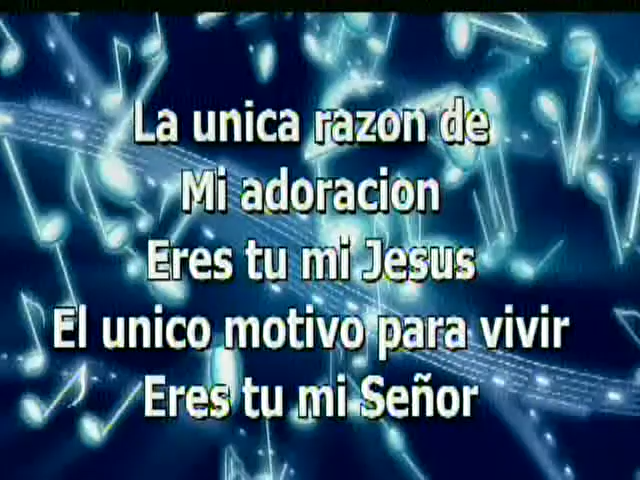 La unica razon de
Mi adoracion
Eres tu mi Jesus
El unico motivo para vivir
Eres tu mi Señor